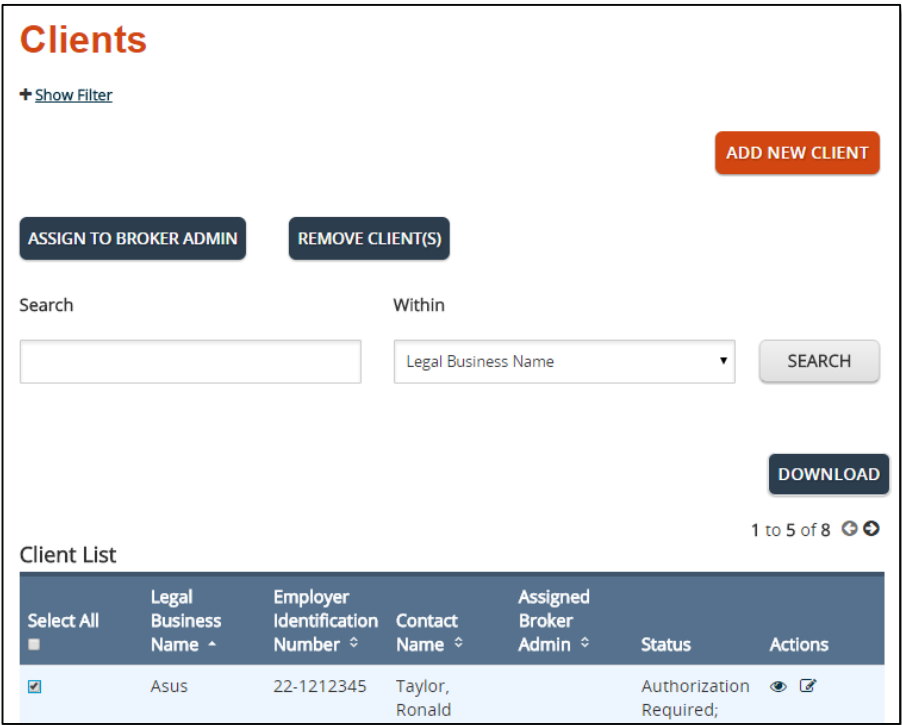 Clients
+ Show Filter
ADD NEW CLIENT
ASSIGN TO BROKER ADMIN
REMOVE CLIENT(S)
Search
Within
Legal Business Name
SEARCH
DOWNLOAD
1 to 5 of 8
Client List
Select All
Legal
Business
Name
Employer
Identification
Number
Contact
Name
Assigned
Broker
Admin
Status
Actions
Asus
22-1212345
Taylor,
Ronald
Authorization
Required;